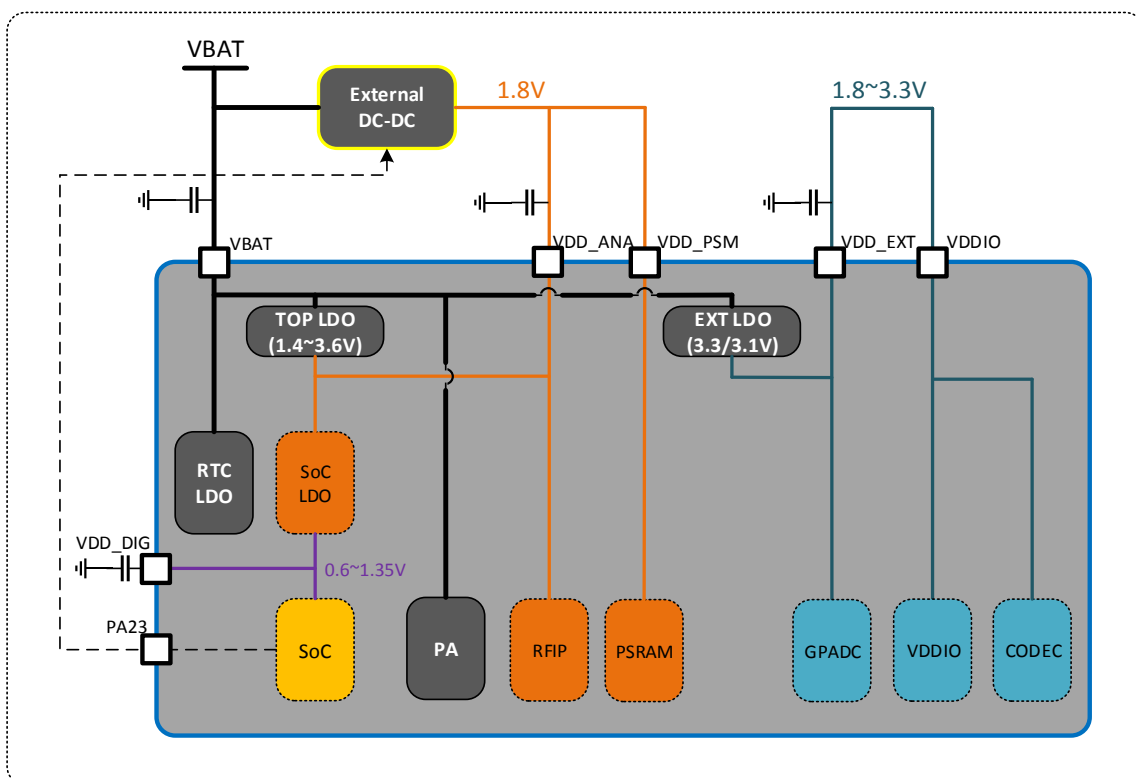 VBAT
External
DC-DC
1.8V
1.8~3.3V
VBAT
VDD_ANA
VDD_PSM
VDD_EXT
VDDIO
TOP LDO
(1.4~3.6V)
EXT LDO
(3.3/3.1V)
RTC
LDO
SoC
LDO
VDD_DIG
0.6~1.35V
PA23
SoC
PA
RFIP
PSRAM
GPADC
VDDIO
CODEC